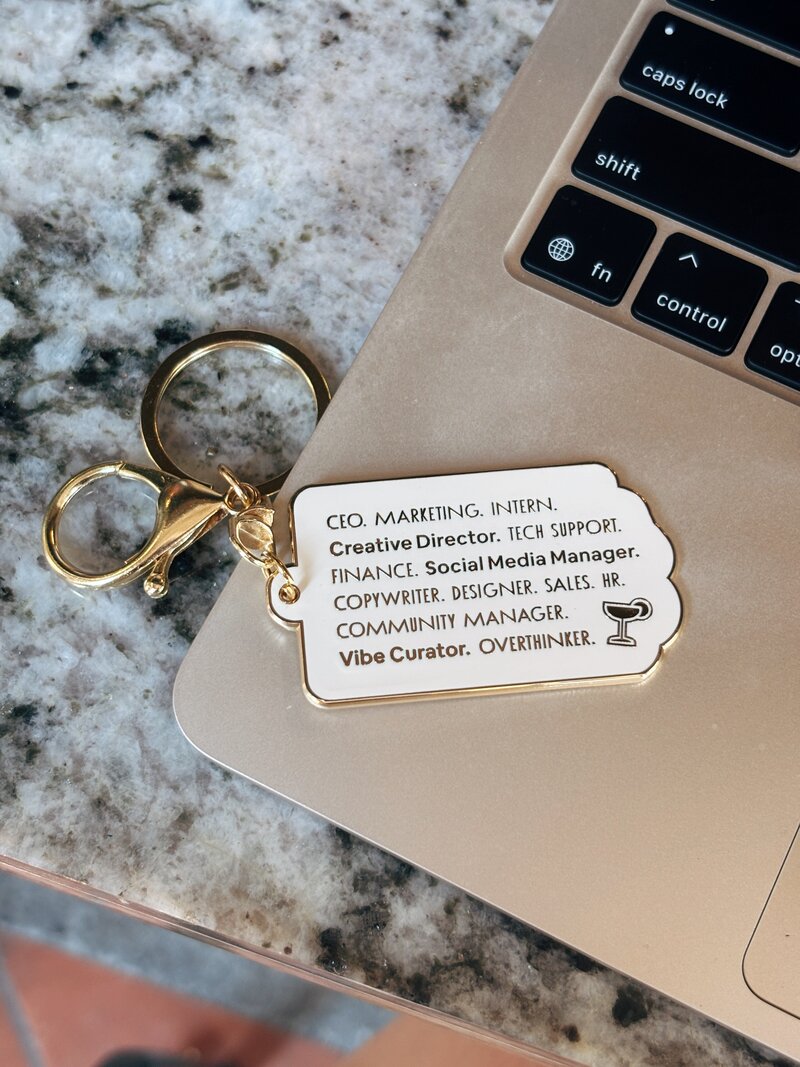 caps lock
shift
fn
control
CEO. MARKETING. INTERN.
Creative Director. TECH SUPPORT.
FINANCE. Social Media Manager.
COPYWRITER. DESIGNER. SALES. HR.
COMMUNITY MANAGER.
Vibe Curator. OVERTHINKER.